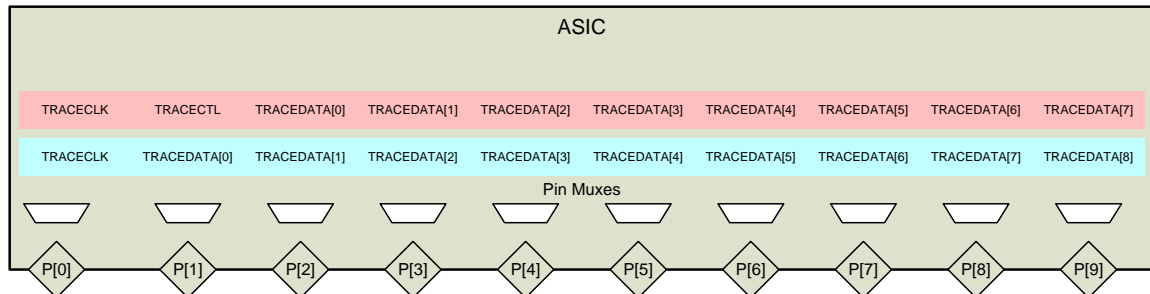 ASIC
TRACECLK TRACECTL TRACEDATA[0] TRACEDATA[1] TRACEDATA[2] TRACEDATA[3] TRACEDATA[4] TRACEDATA[5] TRACEDATA[6] TRACEDATA[7]
TRACECLK TRACEDATA[0] TRACEDATA[1] TRACEDATA[2] TRACEDATA[3] TRACEDATA[4] TRACEDATA[5] TRACEDATA[6] TRACEDATA[7] TRACEDATA[8]
Pin Muxes
P[0] P[1] P[2] P[3] P[4] P[5] P[6] P[7] P[8] P[9]